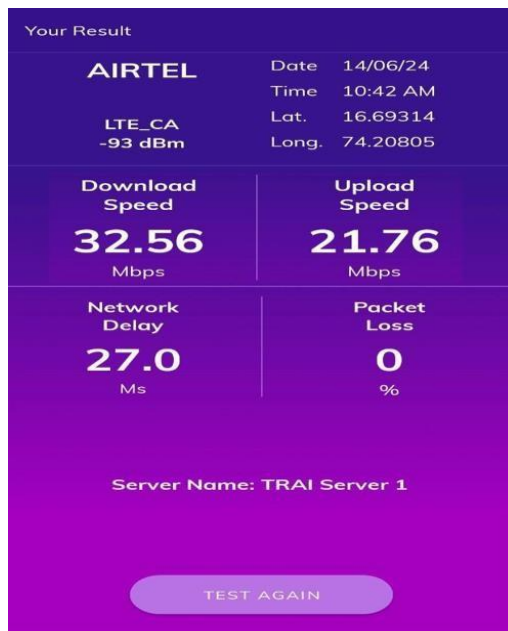 Your Result
AIRTEL
LTE_CA
-93 dBm
Date 14/06/24
Time 10:42 AM
Lat. 16.69314
Long. 74.20805
Download
Speed
32.56
Mbps
Upload
Speed
21.76
Mbps
Network
Delay
27.0
Ms
Packet
Loss
0
%
Server Name: TRAI Server 1
TEST AGAIN